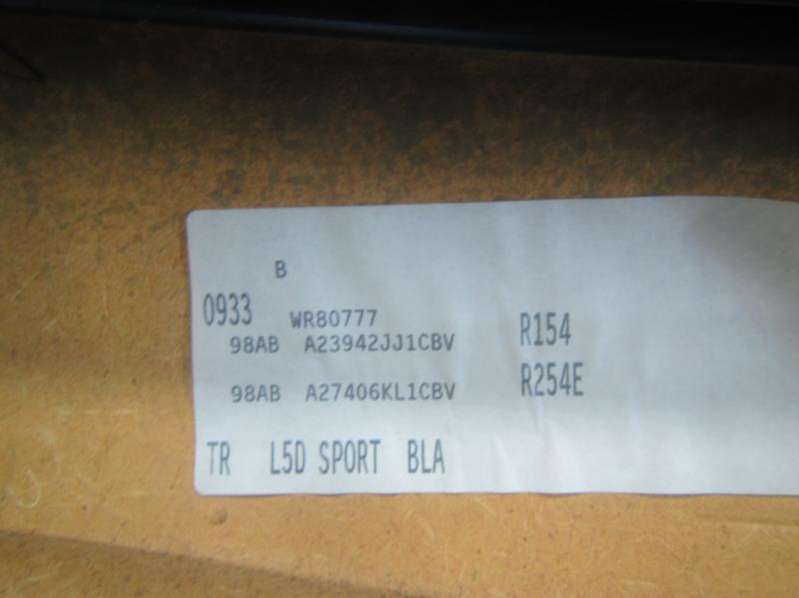 B
0933 WR80777
98AB A23942JJ1CBV R154
98AB A27406KL1CBV R254E
TR L5D SPORT BLA